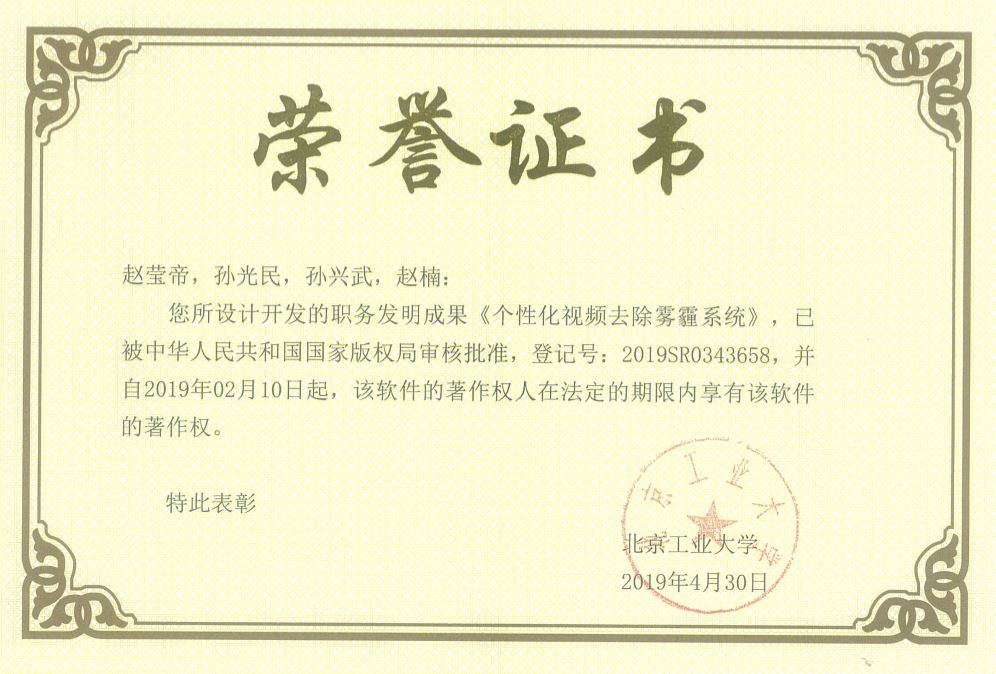 荣誉证书
赵莹帝，孙光民，孙兴武，赵楠：
您所设计开发的职务发明成果《个性化视频去除雾霾系统》，已
被中华人民共和国国家版权局审核批准，登记号：2019SR0343658，并
自2019年02月10日起，该软件的著作权人在法定的期限内享有该软件
的著作权。
特此表彰
北京工业大学
北京工业大学
2019年4月30日